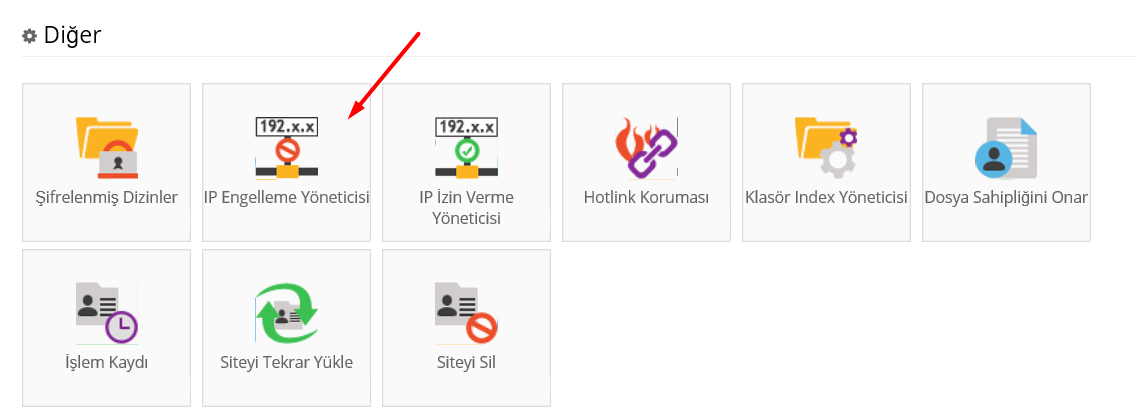 Diğer
192.x.x
192.x.x
Şifrelenmiş Dizinler
IP Engelleme Yöneticisi
IP İzin Verme
Yöneticisi
Hotlink Koruması
Klasör Index Yöneticisi
Dosya Sahipliğini Onar
İşlem Kaydı
Siteyi Tekrar Yükle
Siteyi Sil